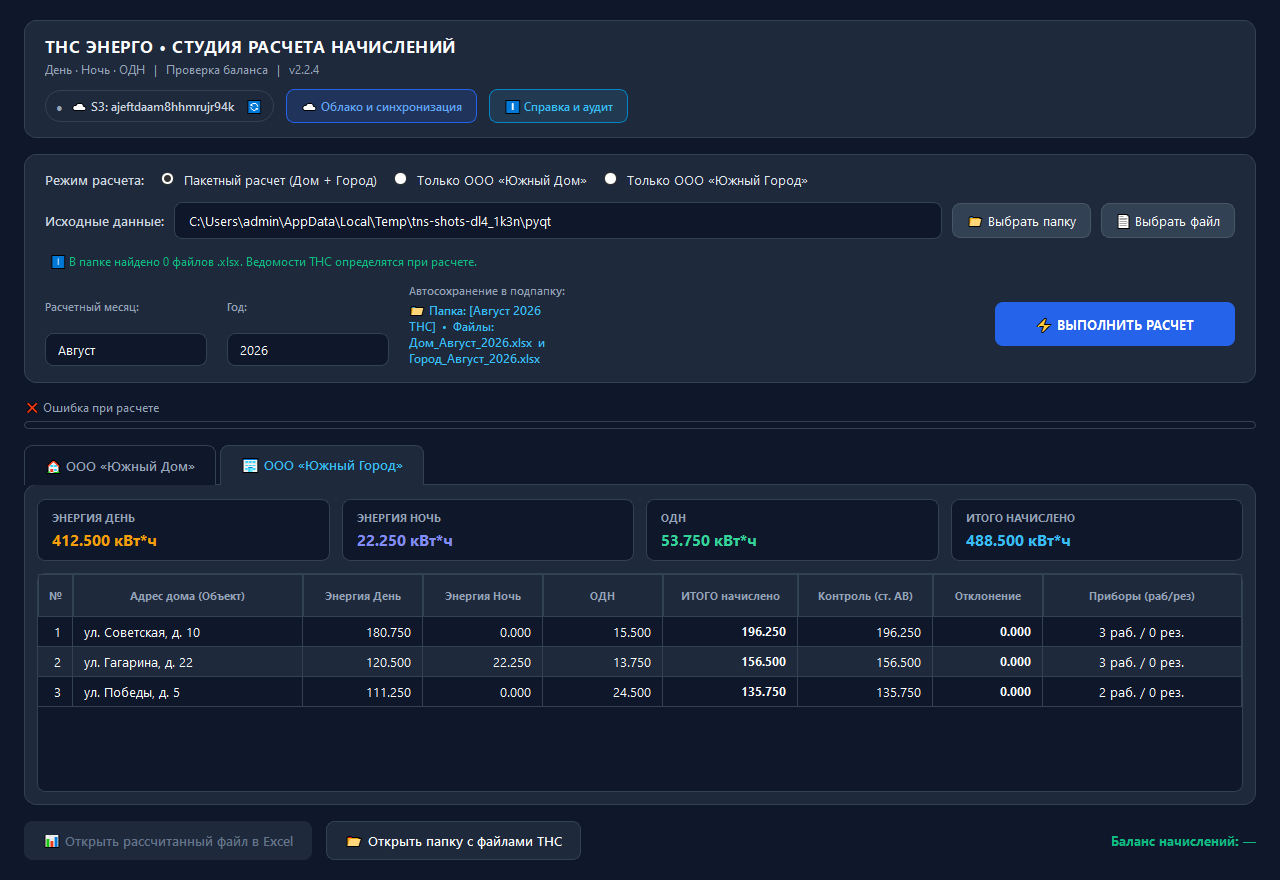 ТНС ЭНЕРГО • СТУДИЯ РАСЧЕТА НАЧИСЛЕНИЙ
День · Ночь · ОДН | Проверка баланса | v2.2.4
● S3: ajeftdaam8hhmrujr94k Облако и синхронизация Справка и аудит
Режим расчета: Пакетный расчет (Дом + Город) Только ООО «Южный Дом» Только ООО «Южный Город»
Исходные данные: C:\Users\admin\AppData\Local\Temp\tns-shots-dl4_1k3n\pyqt Выбрать папку Выбрать файл
В папке найдено 0 файлов .xlsx. Ведомости ТНС определятся при расчете.
Расчетный месяц: Год: Автосохранение в подпапку:
Август 2026
Папка: [Август 2026
ТНС] • Файлы:
Дом_Август_2026.xlsx и
Город_Август_2026.xlsx
⚡ ВЫПОЛНИТЬ РАСЧЕТ
❌ Ошибка при расчете
ООО «Южный Дом» ООО «Южный Город»
ЭНЕРГИЯ ДЕНЬ ЭНЕРГИЯ НОЧЬ ОДН ИТОГО НАЧИСЛЕНО
412.500 кВт*ч 22.250 кВт*ч 53.750 кВт*ч 488.500 кВт*ч
№ Адрес дома (Объект) Энергия День Энергия Ночь ОДН ИТОГО начислено Контроль (ст. АВ) Отклонение Приборы (раб/рез)
1 ул. Советская, д. 10 180.750 0.000 15.500 196.250 196.250 0.000 3 раб. / 0 рез.
2 ул. Гагарина, д. 22 120.500 22.250 13.750 156.500 156.500 0.000 3 раб. / 0 рез.
3 ул. Победы, д. 5 111.250 0.000 24.500 135.750 135.750 0.000 2 раб. / 0 рез.
Открыть рассчитанный файл в Excel Открыть папку с файлами ТНС Баланс начислений: —